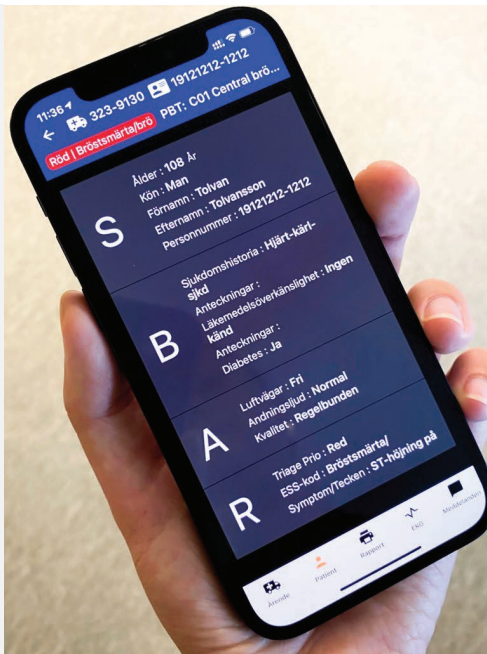 11:36
323-9130 19121212-1212
Röd | Bröstsmärta/brö PBT: C01 Central brö...
S
Ålder : 108 År
Kön : Man
Förnamn : Tolvan
Efternamn : Tolvansson
Personnummer : 19121212-1212
B
Sjukdomshistoria : Hjärt-kärl-
sjkd
Anteckningar :
Läkemedelsöverkänslighet : Ingen
känd
Anteckningar :
Diabetes : Ja
A
Luftvägar : Fri
Andningsljud : Normal
Kvalitet : Regelbunden
R
Triage Prio : Red
ESS-kod : Bröstsmärta/
Symptom/Tecken : ST-höjning på
Ärende
Patient
Rapport
EKG
Meddelanden